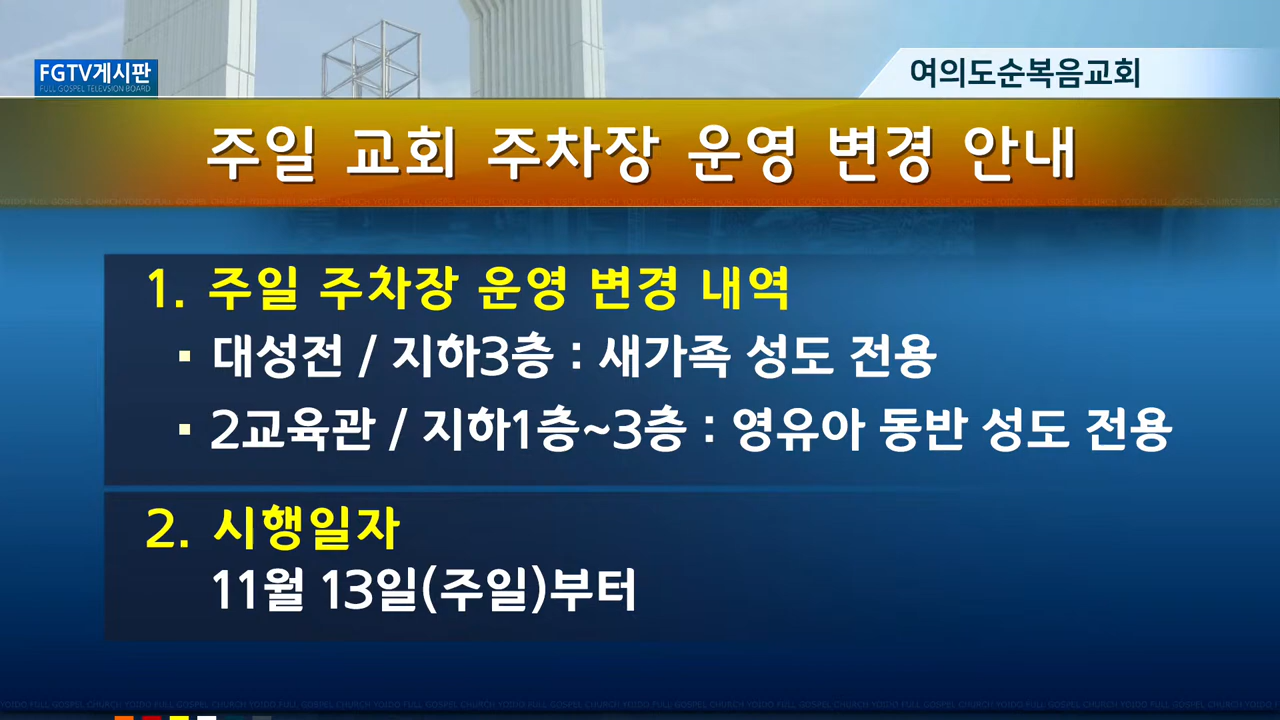 FGTV게시판
FULL GOSPEL TELEVISION BOARD
여의도순복음교회
주일 교회 주차장 운영 변경 안내
1. 주일 주차장 운영 변경 내역
▪ 대성전 / 지하3층 : 새가족 성도 전용
▪ 2교육관 / 지하1층~3층 : 영유아 동반 성도 전용
2. 시행일자
11월 13일(주일)부터